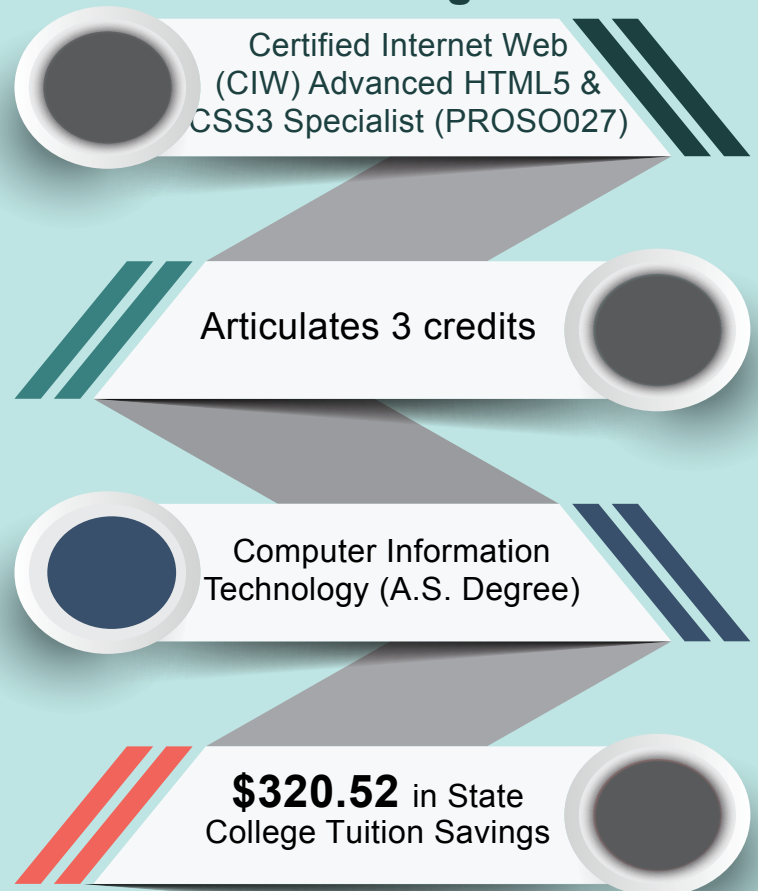 Certified Internet Web
(CIW) Advanced HTML5 &
CSS3 Specialist (PROSO027)
Articulates 3 credits
Computer Information
Technology (A.S. Degree)
$320.52 in State
College Tuition Savings